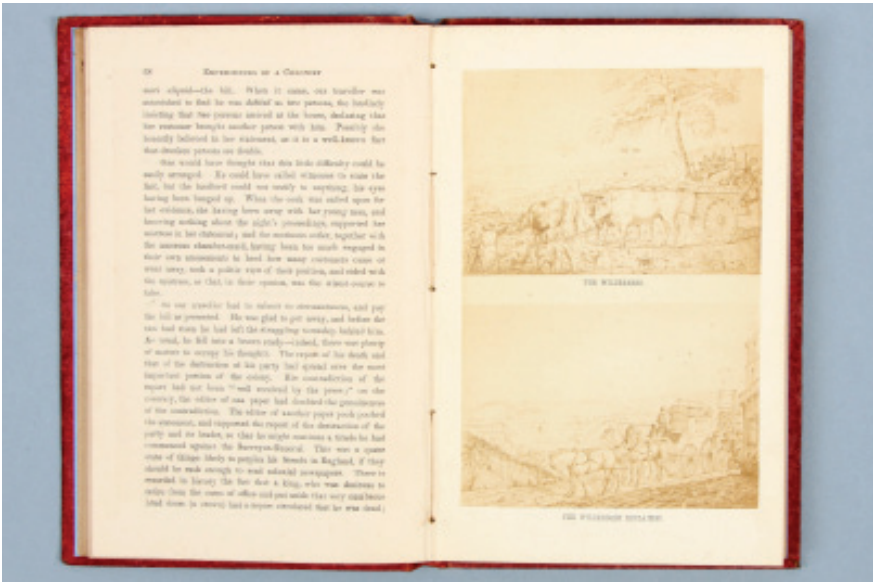 EXPERIENCES OF A COLONIST
—the bill. When it came, our traveller was
astonished to find he was as two persons, the landlady
insisting that two persons arrived at the house, declaring that
her customer brought another person with him. Possibly she
honestly believed in her statement, as it is a well-known fact
that drunken persons see double.
One would have thought that this little difficulty could be
easily arranged. He could have called witnesses to state the
fact, but the landlord could not testify to anything, his eyes
having been bunged up. When the cook was called upon for
her evidence, she having been away with her young man, and
knowing nothing about the night's proceedings, supported her
mistress in her statement; and the together with
the chamber-maid, having been too much engaged in
their own amusements to heed how many customers came or
went away, took a politic view of their position, and sided with
the mistress, as that, in their opinion, was the wisest course to
take.
So our traveller had to submit to circumstances, and pay
the bill as presented. He was glad to get away, and before the
sun had risen he had left the straggling township behind him.
As usual, he fell into a brown study—indeed, there was plenty
of matter to occupy his thoughts. The report of his death and
that of the destruction of his party had spread over the most
important portion of the colony. His contradiction of the
report had not been "well received by the press;" on the
contrary, the editor of one paper had doubted the genuineness
of the contradiction. The editor of another paper
the statement, and supported the report of the destruction of the
party and its leader, so that he might a tirade he had
commenced against the Surveyor-General. This was a queer
state of things likely to perplex his friends in England, if they
should be weak enough to read colonial newspapers. There is
recorded in history the fact that a king, who was desirous to
retire from the cares of office and put aside that very
(and down in had a report circulated that he was dead;
THE WILDERNESS.
THE WILDERNESS